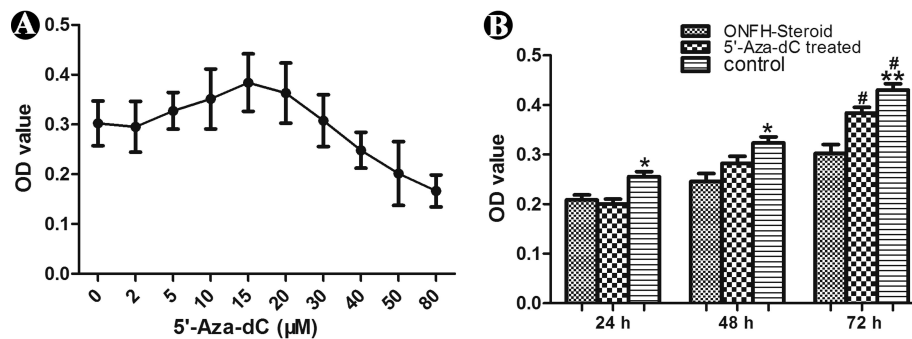 A
OD value
0.5
0.4
0.3
0.2
0.1
0.0
0 2 5 10 15 20 30 40 50 80
5'-Aza-dC (µM)
B
ONFH-Steroid
5'-Aza-dC treated
control
OD value
0.5
0.4
0.3
0.2
0.1
0.0
*
*
#
#
**
24 h 48 h 72 h